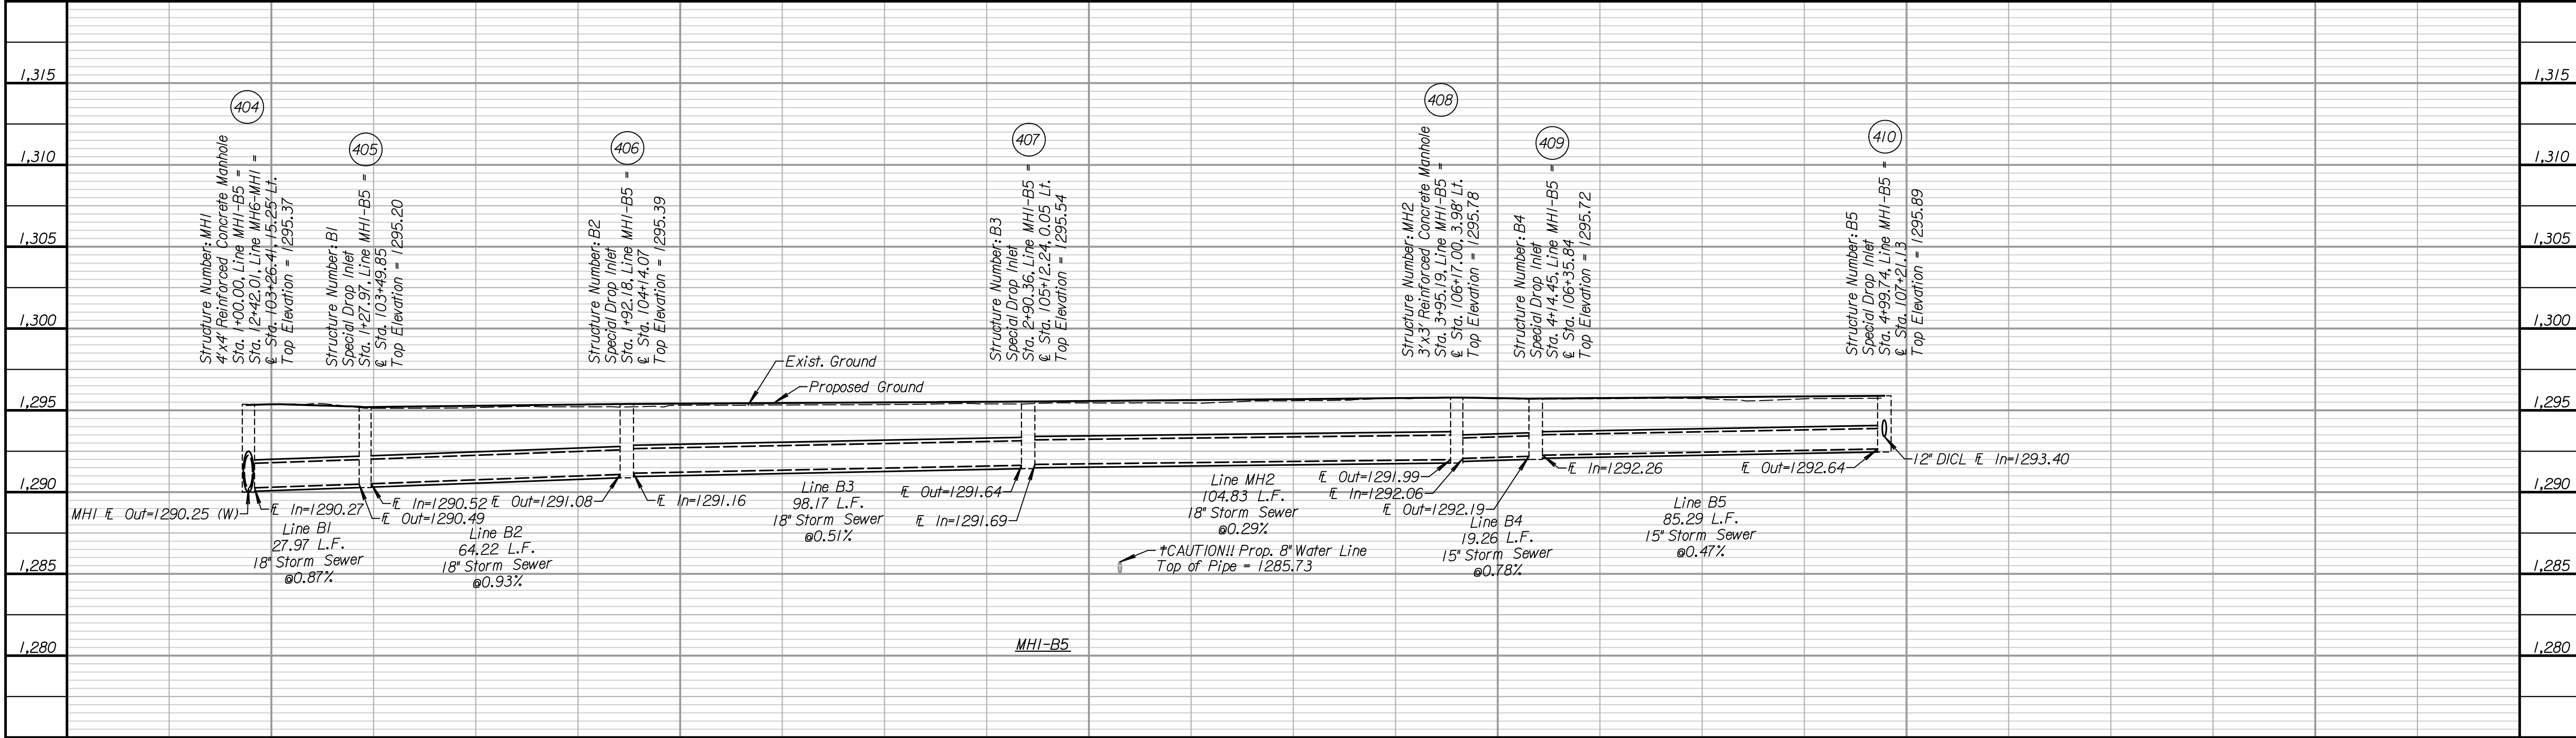 1,315
1,310
1,305
1,300
1,295
1,290
1,285
1,280
404
Structure Number: MH1
4'x4' Reinforced Concrete Manhole
Sta. 1+00.00, Line MH1-B5 =
Sta. 12+42.01, Line MH6-MH1 =
℄ Sta. 103+26.41, 15.25' Lt.
Top Elevation = 1295.37
405
Structure Number: B1
Special Drop Inlet
Sta. 1+27.97, Line MH1-B5 =
℄ Sta. 103+49.85
Top Elevation = 1295.20
406
Structure Number: B2
Special Drop Inlet
Sta. 1+92.18, Line MH1-B5 =
℄ Sta. 104+14.07
Top Elevation = 1295.39
407
Structure Number: B3
Special Drop Inlet
Sta. 2+90.36, Line MH1-B5 =
℄ Sta. 105+12.24, 0.05' Lt.
Top Elevation = 1295.54
408
Structure Number: MH2
3'x3' Reinforced Concrete Manhole
Sta. 3+95.19, Line MH1-B5 =
℄ Sta. 106+17.00, 3.98' Lt.
Top Elevation = 1295.78
409
Structure Number: B4
Special Drop Inlet
Sta. 4+14.45, Line MH1-B5 =
℄ Sta. 106+35.84
Top Elevation = 1295.72
410
Structure Number: B5
Special Drop Inlet
Sta. 4+99.74, Line MH1-B5 =
℄ Sta. 107+21.13
Top Elevation = 1295.89
Exist. Ground
Proposed Ground
MH1 FL Out=1290.25 (W)
FL In=1290.27
Line B1
27.97 L.F.
18" Storm Sewer
@0.87%
FL In=1290.52
FL Out=1290.49
FL Out=1291.08
Line B2
64.22 L.F.
18" Storm Sewer
@0.93%
FL In=1291.16
Line B3
98.17 L.F.
18" Storm Sewer
@0.51%
FL Out=1291.64
FL In=1291.69
Line MH2
104.83 L.F.
18" Storm Sewer
@0.29%
FL Out=1291.99
FL In=1292.06
FL Out=1292.19
Line B4
19.26 L.F.
15" Storm Sewer
@0.78%
FL In=1292.26
Line B5
85.29 L.F.
15" Storm Sewer
@0.47%
FL Out=1292.64
12" DICL FL In=1293.40
†CAUTION!! Prop. 8" Water Line
Top of Pipe = 1285.73
MH1-B5
1,315
1,310
1,305
1,300
1,295
1,290
1,285
1,280